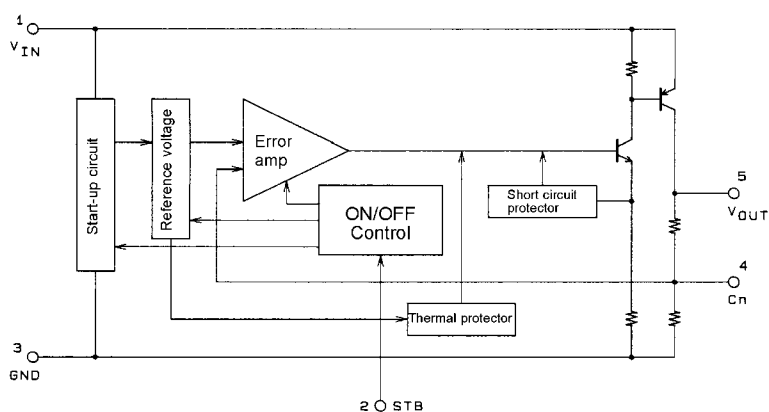 1
VIN
Start-up circuit
Reference voltage
Error
amp
ON/OFF
Control
Short circuit
protector
5
VOUT
4
Cn
Thermal protector
3
GND
2 STB